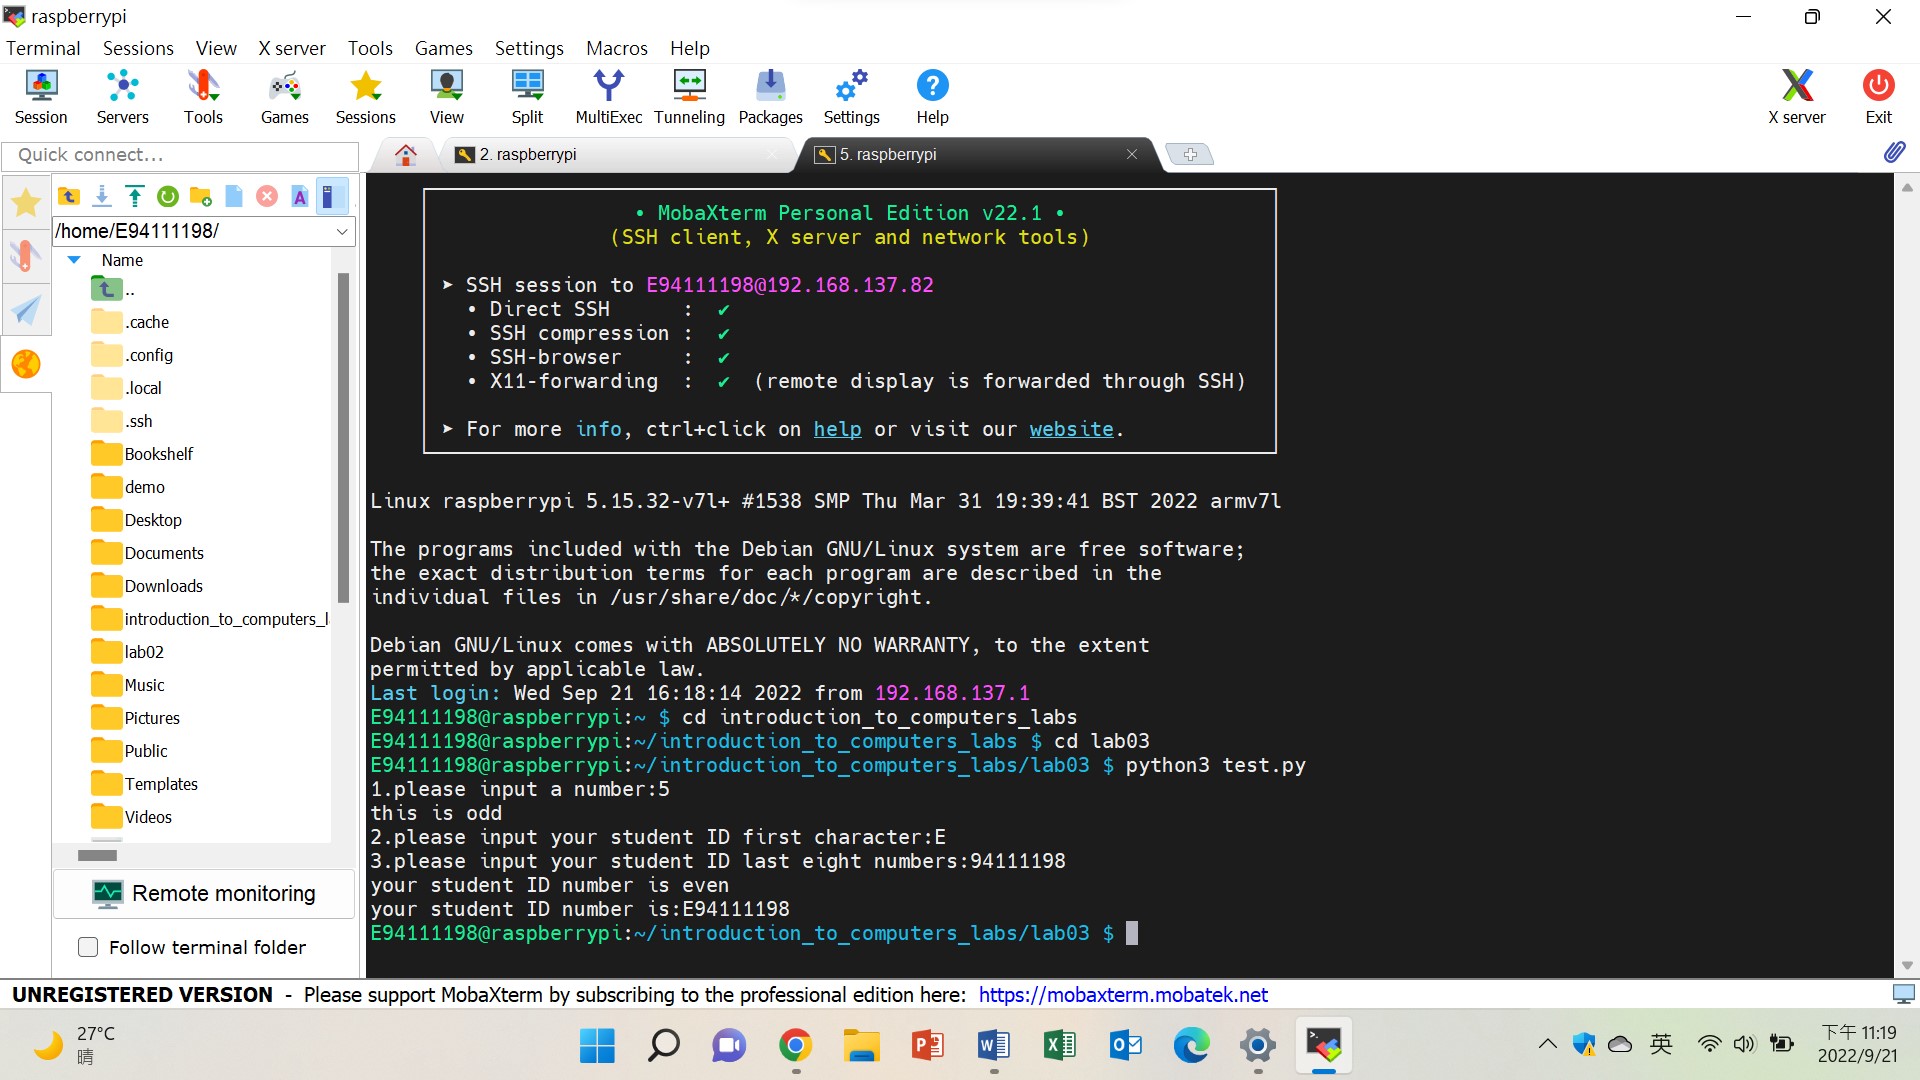 raspberrypi
Terminal Sessions View X server Tools Games Settings Macros Help
Session Servers Tools Games Sessions View Split MultiExec Tunneling Packages Settings Help X server Exit
Quick connect...
2. raspberrypi
5. raspberrypi
/home/E94111198/
Name
..
.cache
.config
.local
.ssh
Bookshelf
demo
Desktop
Documents
Downloads
introduction_to_computers_l
lab02
Music
Pictures
Public
Templates
Videos
Remote monitoring
Follow terminal folder
• MobaXterm Personal Edition v22.1 •
(SSH client, X server and network tools)
➤ SSH session to E94111198@192.168.137.82
• Direct SSH : ✔
• SSH compression : ✔
• SSH-browser : ✔
• X11-forwarding : ✔ (remote display is forwarded through SSH)
➤ For more info, ctrl+click on help or visit our website.
Linux raspberrypi 5.15.32-v7l+ #1538 SMP Thu Mar 31 19:39:41 BST 2022 armv7l
The programs included with the Debian GNU/Linux system are free software;
the exact distribution terms for each program are described in the
individual files in /usr/share/doc/*/copyright.
Debian GNU/Linux comes with ABSOLUTELY NO WARRANTY, to the extent
permitted by applicable law.
Last login: Wed Sep 21 16:18:14 2022 from 192.168.137.1
E94111198@raspberrypi:~ $ cd introduction_to_computers_labs
E94111198@raspberrypi:~/introduction_to_computers_labs $ cd lab03
E94111198@raspberrypi:~/introduction_to_computers_labs/lab03 $ python3 test.py
1.please input a number:5
this is odd
2.please input your student ID first character:E
3.please input your student ID last eight numbers:94111198
your student ID number is even
your student ID number is:E94111198
E94111198@raspberrypi:~/introduction_to_computers_labs/lab03 $
UNREGISTERED VERSION - Please support MobaXterm by subscribing to the professional edition here: https://mobaxterm.mobatek.net
27°C
晴
英
下午 11:19
2022/9/21